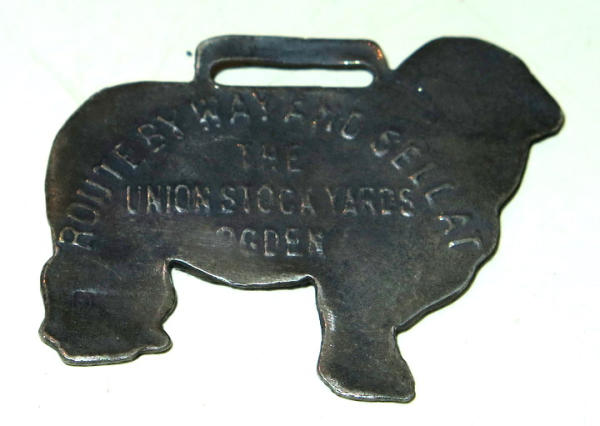 ROUTE BY WAY AND SELL AT
THE
UNION STOCK YARDS
OGDEN